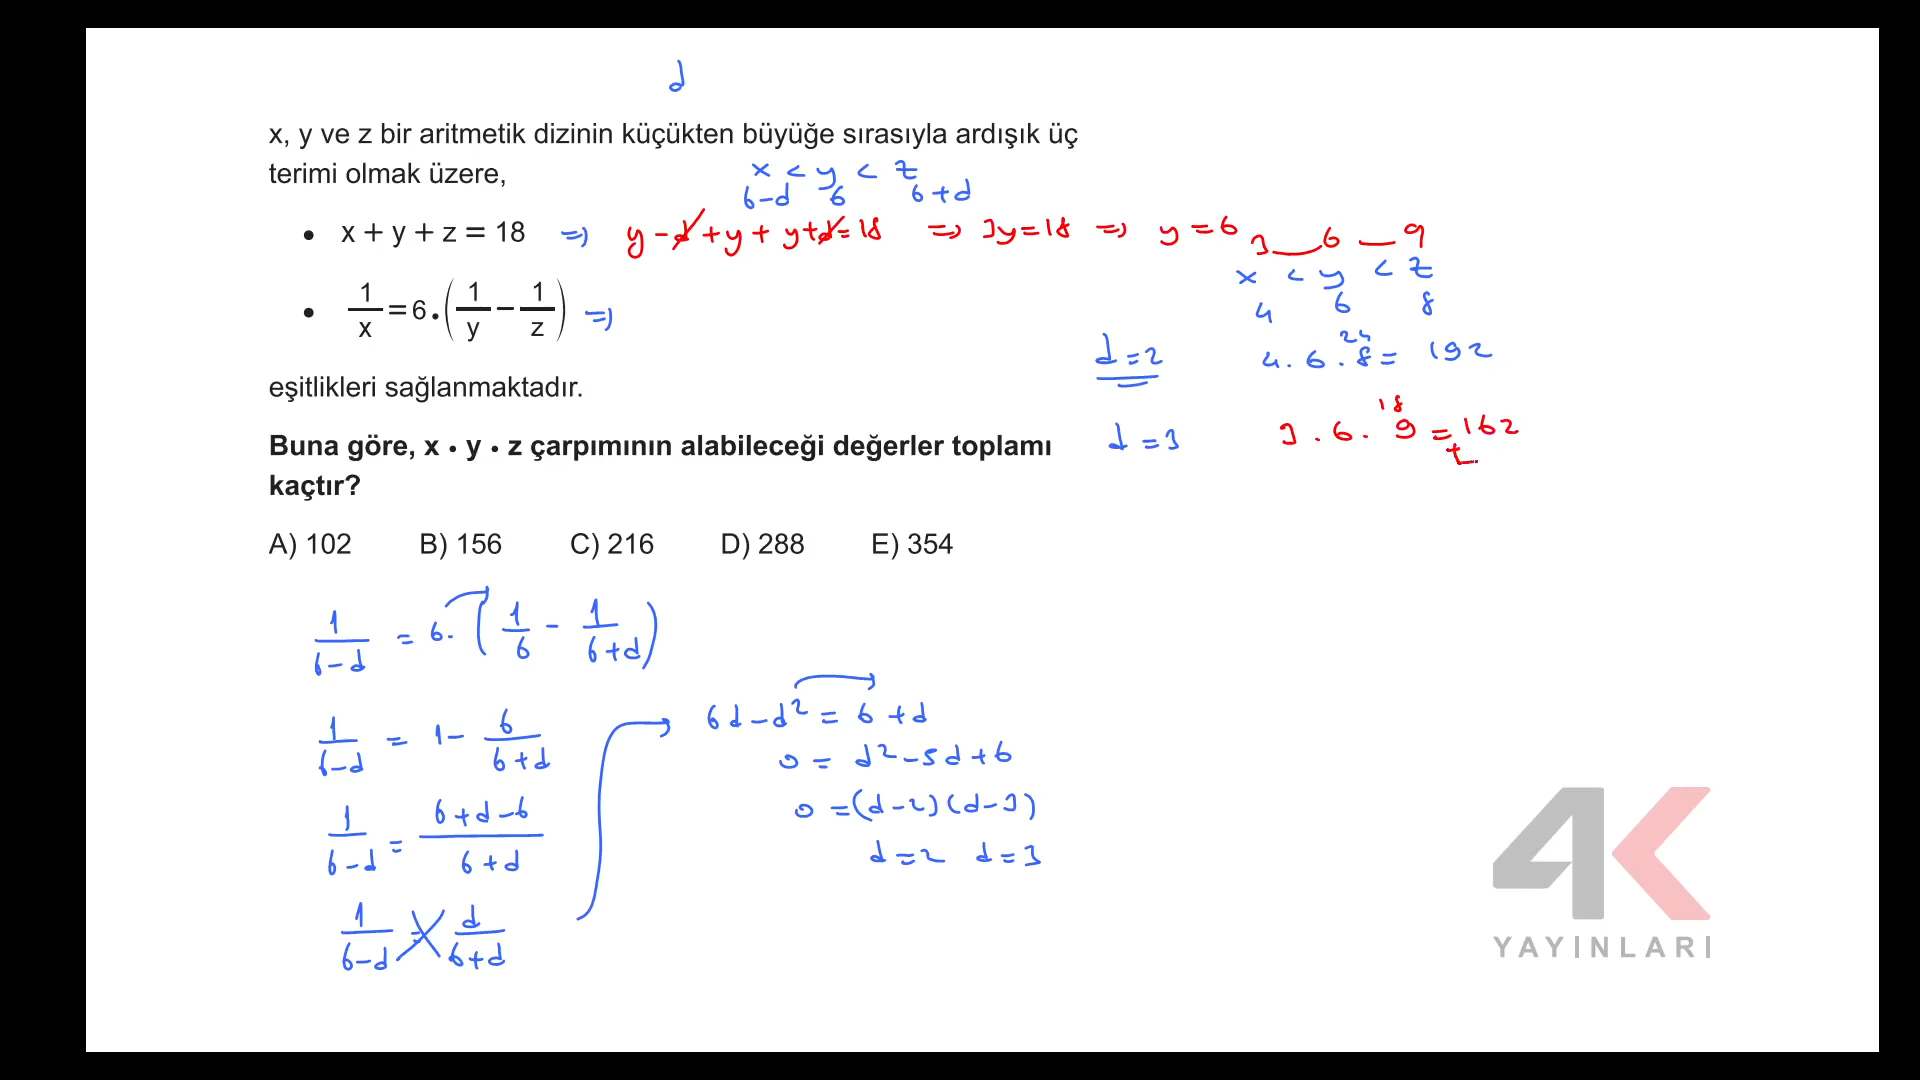 d
x, y ve z bir aritmetik dizinin küçükten büyüğe sırasıyla ardışık üç
terimi olmak üzere,
x < y < z
6-d 6 6+d
• x + y + z = 18 => y - d + y + y + d = 18 => 3y = 18 => y = 6
3 6 9
x < y < z
4 6 8
• 1/x = 6 . (1/y - 1/z) =>
d = 2
24
4 . 6 . 8 = 192
eşitlikleri sağlanmaktadır.
Buna göre, x • y • z çarpımının alabileceği değerler toplamı
kaçtır?
d = 3
18
3 . 6 . 9 = 162
+
A) 102 B) 156 C) 216 D) 288 E) 354
1/(6-d) = 6 . (1/6 - 1/(6+d))
1/(6-d) = 1 - 6/(6+d)
1/(6-d) = (6+d-6)/(6+d)
1/(6-d) = d/(6+d)
6d - d² = 6 + d
0 = d² - 5d + 6
0 = (d-2)(d-3)
d = 2 d = 3
4K
YAYINLARI